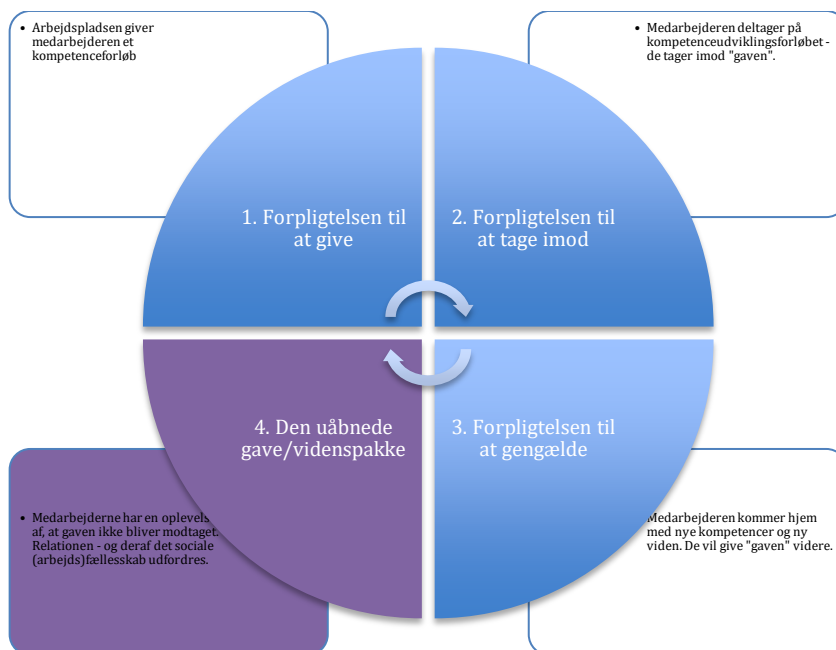 • Arbejdspladsen giver
medarbejderen et
kompetenceforløb
• Medarbejderen deltager på
kompetenceudviklingsforløbet -
de tager imod "gaven".
1. Forpligtelsen til
at give
2. Forpligtelsen til
at tage imod
4. Den uåbnede
gave/videnspakke
3. Forpligtelsen til
at gengælde
• Medarbejderne har en oplevels
af, at gaven ikke bliver modtaget.
Relationen - og deraf det sociale
(arbejds)fællesskab udfordres.
Medarbejderen kommer hjem
med nye kompetencer og ny
viden. De vil give "gaven" videre.